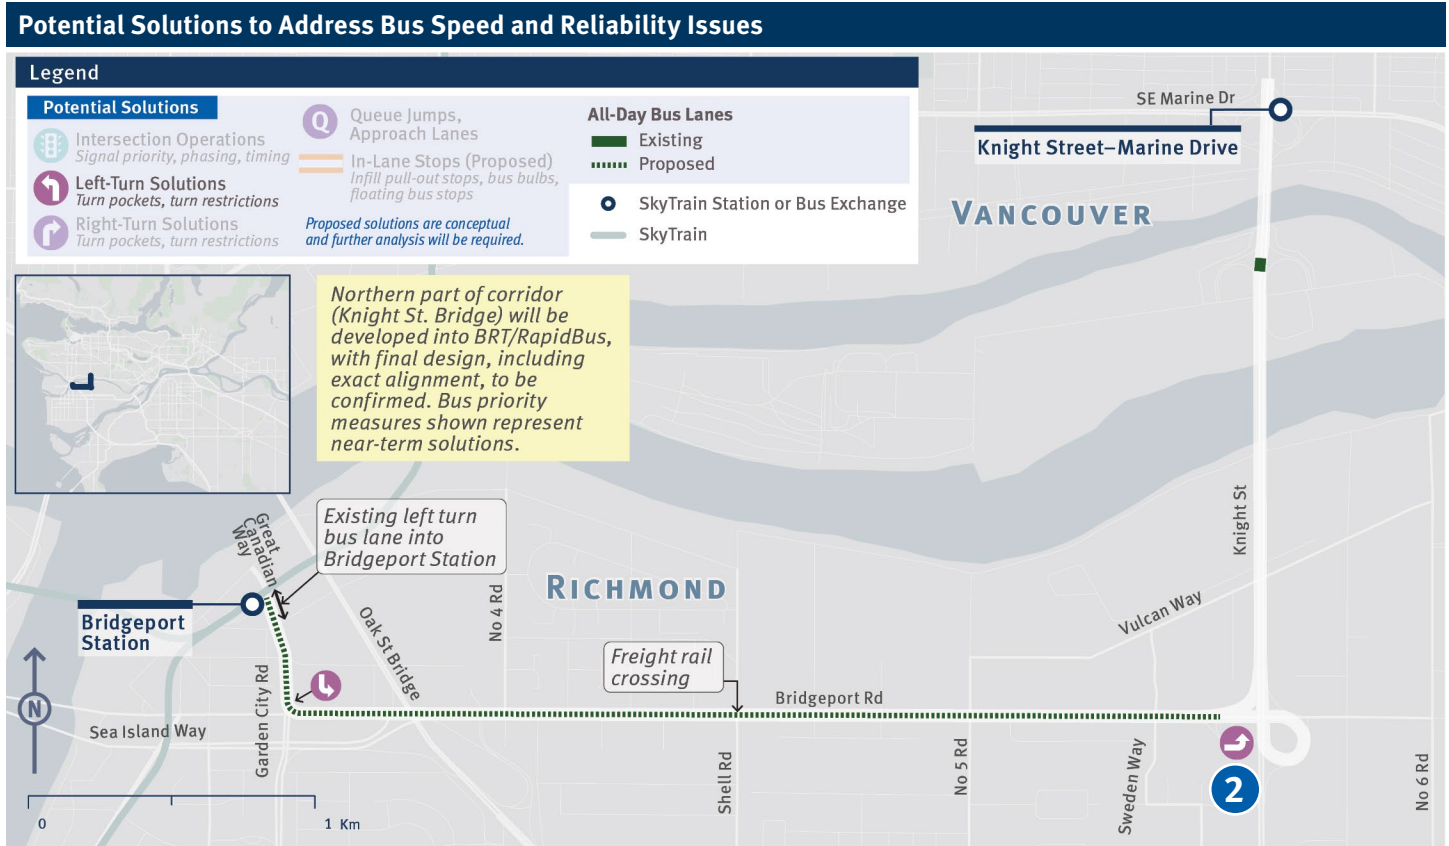 Potential Solutions to Address Bus Speed and Reliability Issues
Legend
Potential Solutions
Intersection Operations
Signal priority, phasing, timing
Left-Turn Solutions
Turn pockets, turn restrictions
Right-Turn Solutions
Turn pockets, turn restrictions
Q
Queue Jumps,
Approach Lanes
In-Lane Stops (Proposed)
Infill pull-out stops, bus bulbs,
floating bus stops
Proposed solutions are conceptual
and further analysis will be required.
All-Day Bus Lanes
Existing
Proposed
SkyTrain Station or Bus Exchange
SkyTrain
SE Marine Dr
Knight Street–Marine Drive
VANCOUVER
Northern part of corridor
(Knight St. Bridge) will be
developed into BRT/RapidBus,
with final design, including
exact alignment, to be
confirmed. Bus priority
measures shown represent
near-term solutions.
Great
Canadian
Way
Existing left turn
bus lane into
Bridgeport Station
RICHMOND
Knight St
Bridgeport
Station
No 4 Rd
Oak St Bridge
Vulcan Way
Freight rail
crossing
Garden City Rd
Bridgeport Rd
N
Sea Island Way
Shell Rd
No 5 Rd
Sweden Way
2
No 6 Rd
0
1 Km